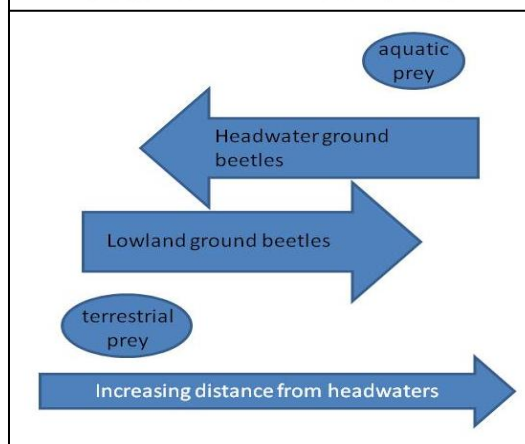 aquatic
prey
Headwater ground
beetles
Lowland ground beetles
terrestrial
prey
Increasing distance from headwaters